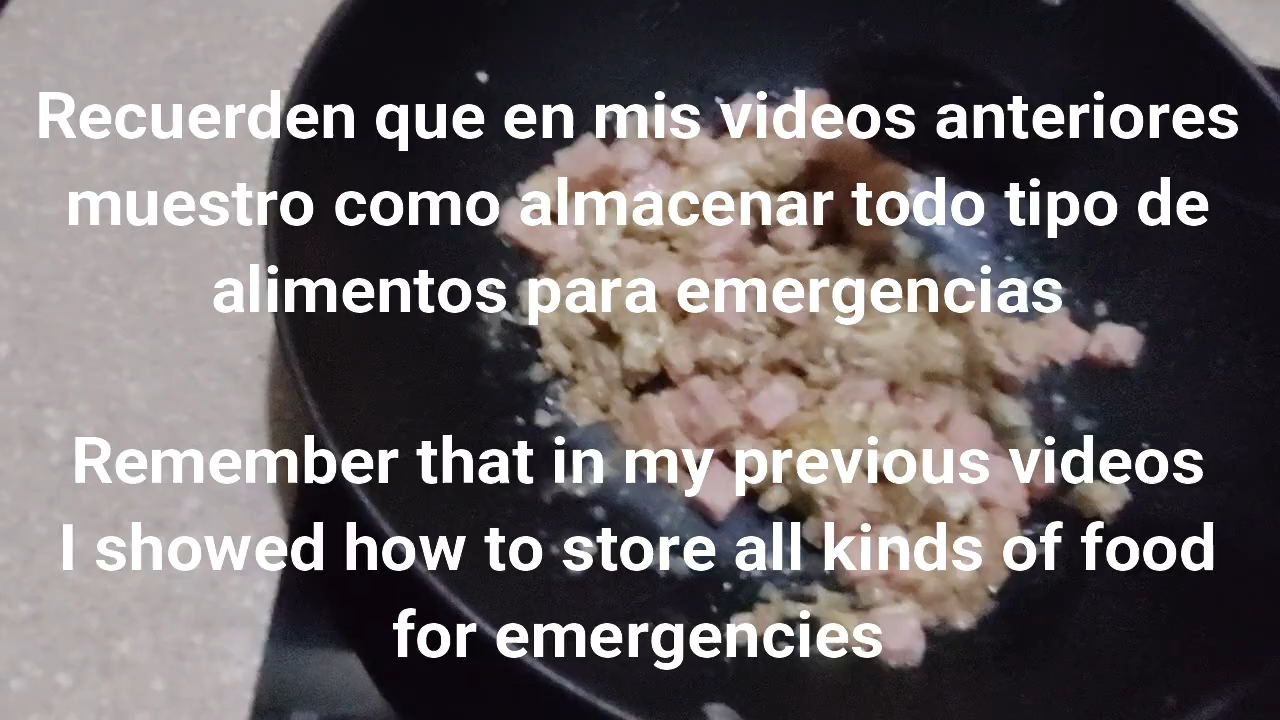 Recuerden que en mis videos anteriores
muestro como almacenar todo tipo de
alimentos para emergencias
Remember that in my previous videos
I showed how to store all kinds of food
for emergencies